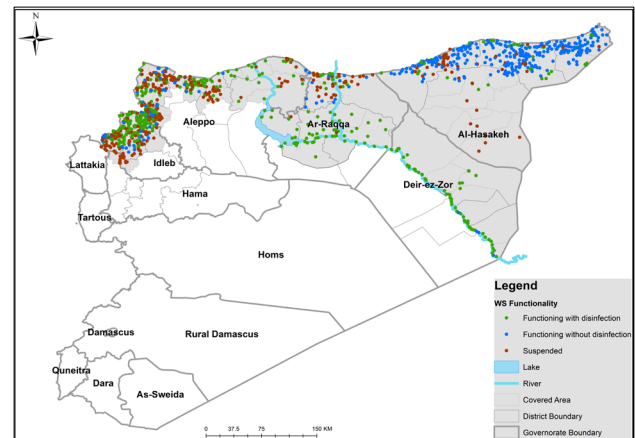 N
Aleppo
Ar-Raqqa
Al-Hasakeh
Lattakia
Idleb
Hama
Deir-ez-Zor
Tartous
Homs
Damascus
Rural Damascus
Quneitra
Dara
As-Sweida
0 37.5 75 150 KM
Legend
WS Functionality
Functioning with disinfection
Functioning without disinfection
Suspended
Lake
River
Covered Area
District Boundary
Governorate Boundary